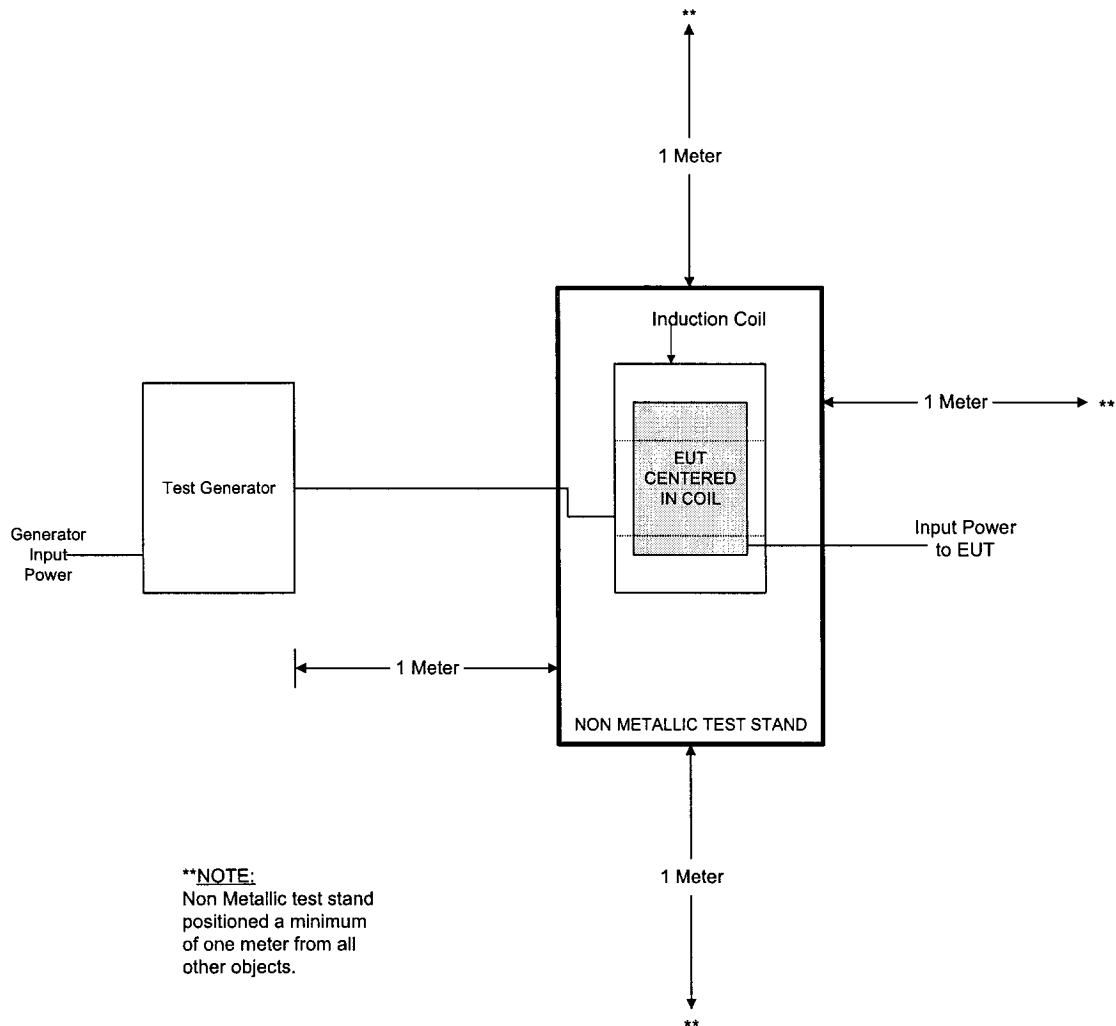 **
1 Meter
Induction Coil
1 Meter
**
Test Generator
EUT
CENTERED
IN COIL
Generator
Input
Power
Input Power
to EUT
1 Meter
NON METALLIC TEST STAND
1 Meter
**NOTE:
Non Metallic test stand
positioned a minimum
of one meter from all
other objects.
**